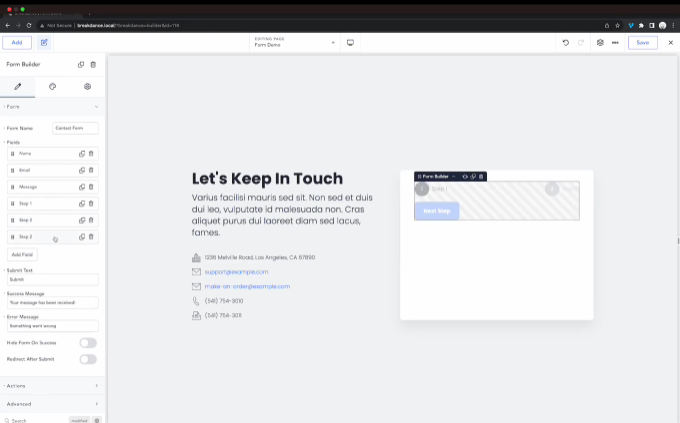 Not Secure | breakdance.local/?breakdance=builder&id=116
Add
EDITING PAGE
Form Demo
Save
Form Builder
Form
Form Name
Contact Form
Fields
Name
Email
Message
Step 1
Step 3
Step 2
Add Field
Submit Text
Submit
Success Message
Your message has been received!
Error Message
Something went wrong
Hide Form On Success
Redirect After Submit
Actions
Advanced
Search
modified
Let's Keep In Touch
Varius facilisi mauris sed sit. Non sed et duis
dui leo, vulputate id malesuada non. Cras
aliquet purus dui laoreet diam sed lacus,
fames.
1236 Melville Road, Los Angeles, CA 67890
support@example.com
make-an-order@example.com
(541) 754-3010
(541) 754-3011
Form Builder
1
Step 1
Next Step